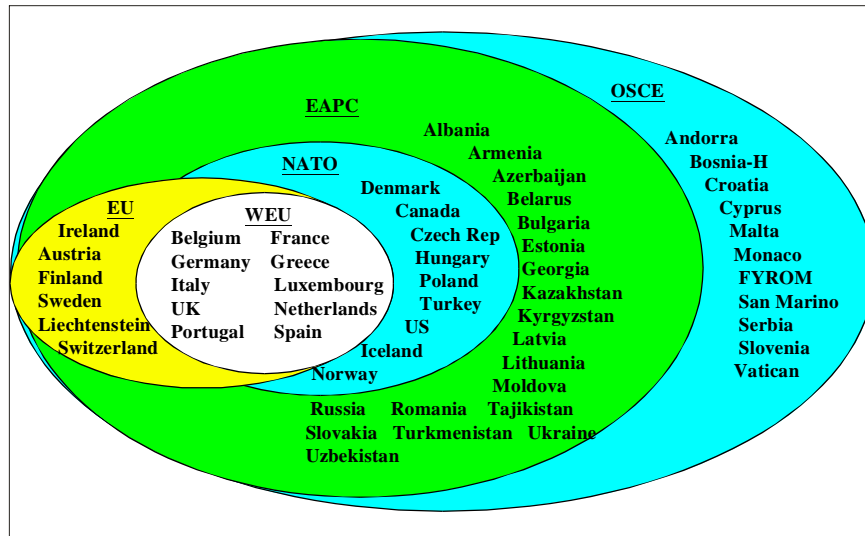 OSCE
Andorra
Bosnia-H
Croatia
Cyprus
Malta
Monaco
FYROM
San Marino
Serbia
Slovenia
Vatican
EAPC
Albania
Armenia
Azerbaijan
Belarus
Bulgaria
Estonia
Georgia
Kazakhstan
Kyrgyzstan
Latvia
Lithuania
Moldova
Russia Romania Tajikistan
Slovakia Turkmenistan Ukraine
Uzbekistan
NATO
Denmark
Canada
Czech Rep
Hungary
Poland
Turkey
US
Iceland
Norway
EU
Ireland
Austria
Finland
Sweden
Liechtenstein
Switzerland
WEU
Belgium France
Germany Greece
Italy Luxembourg
UK Netherlands
Portugal Spain